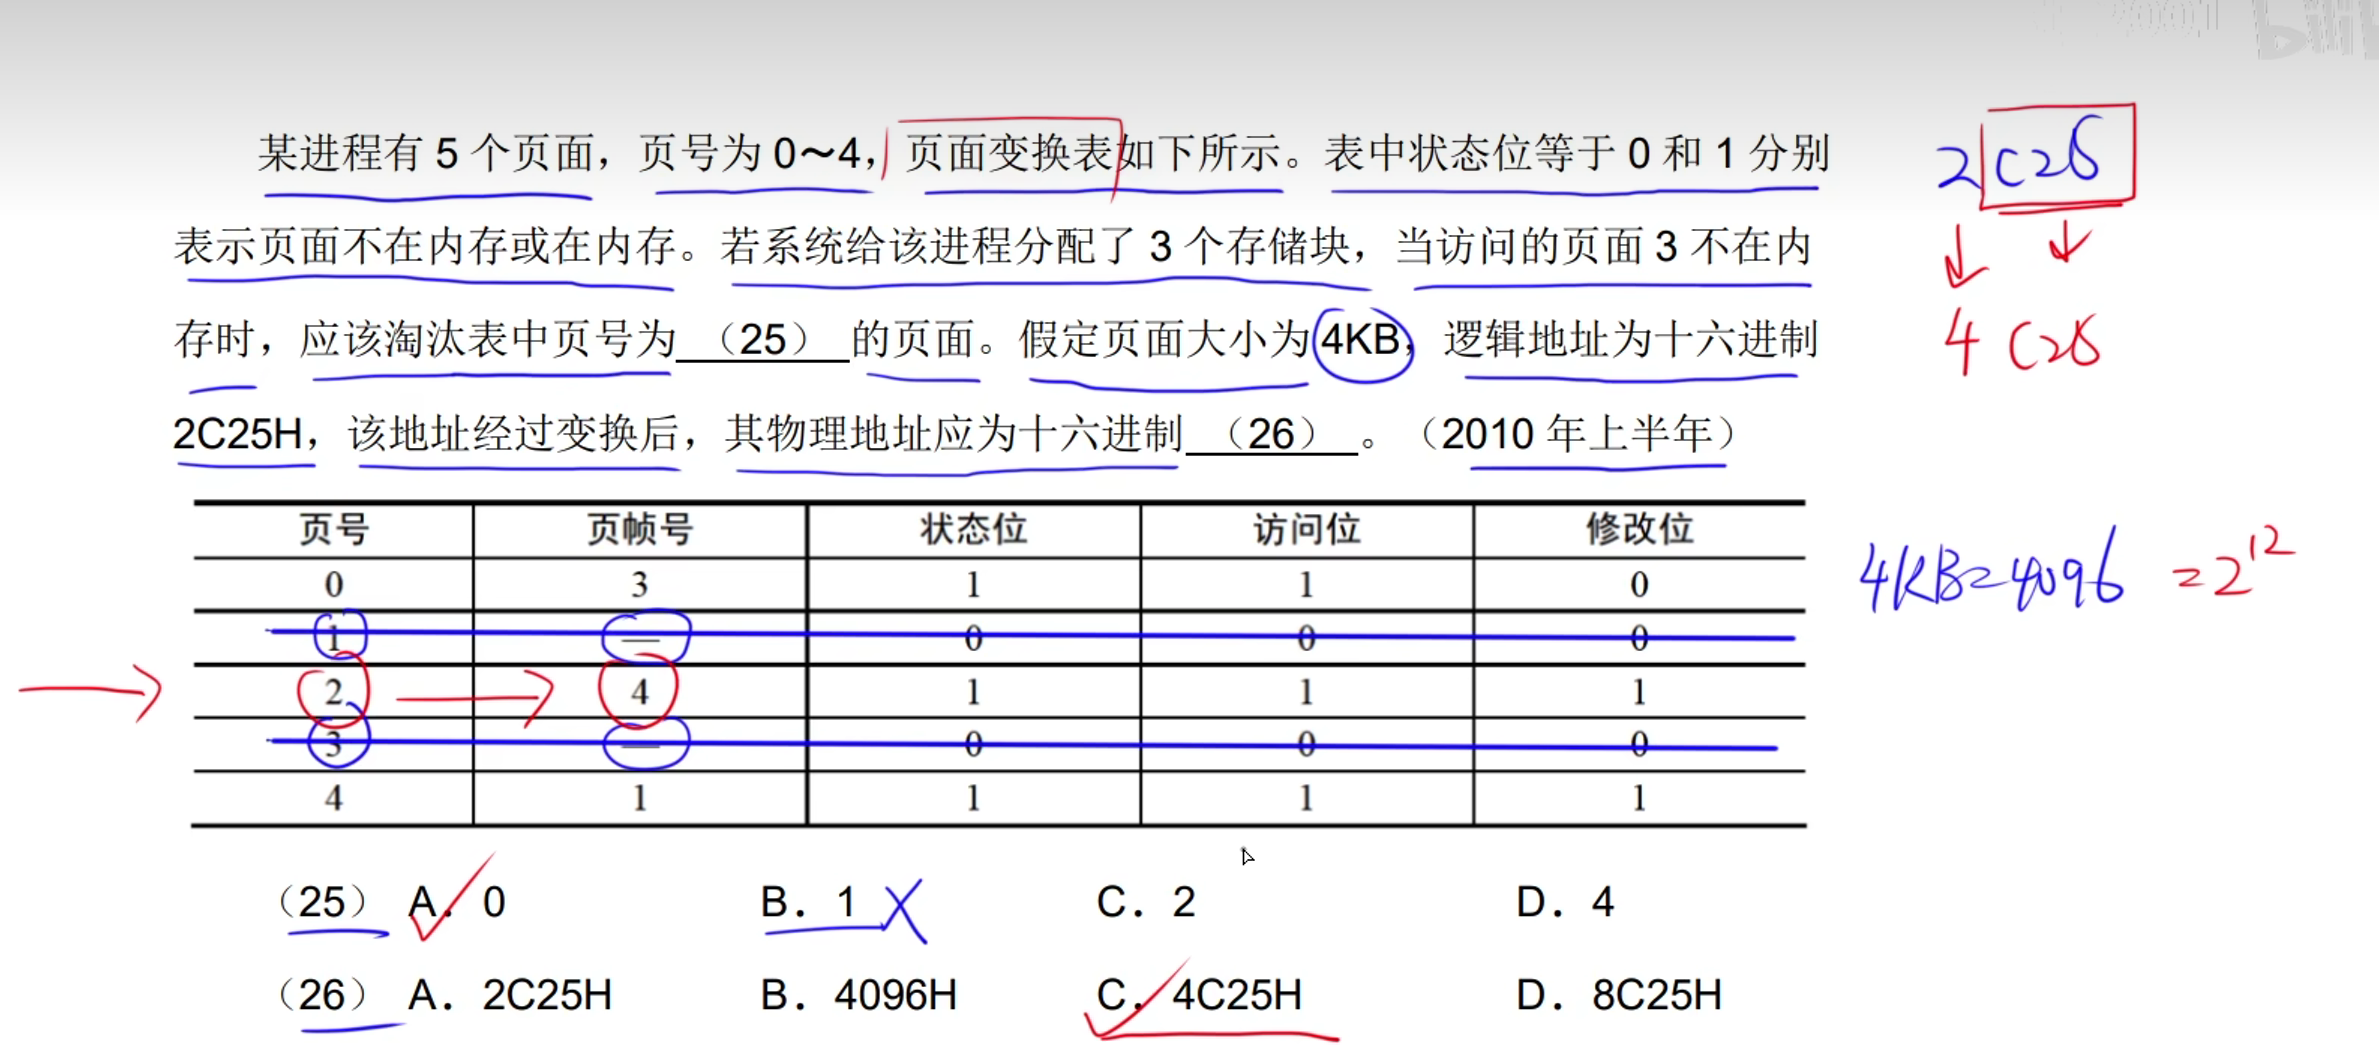 某进程有 5 个页面，页号为 0～4，页面变换表如下所示。表中状态位等于 0 和 1 分别
表示页面不在内存或在内存。若系统给该进程分配了 3 个存储块，当访问的页面 3 不在内
存时，应该淘汰表中页号为 （25） 的页面。假定页面大小为 4KB，逻辑地址为十六进制
2C25H，该地址经过变换后，其物理地址应为十六进制 （26） 。（2010 年上半年）
2C25
4 C25
页号 页帧号 状态位 访问位 修改位
0 3 1 1 0
1 — 0 0 0
2 4 1 1 1
3 — 0 0 0
4 1 1 1 1
4KB=4096 =2^12
（25） A. 0 B. 1 C. 2 D. 4
（26） A. 2C25H B. 4096H C. 4C25H D. 8C25H